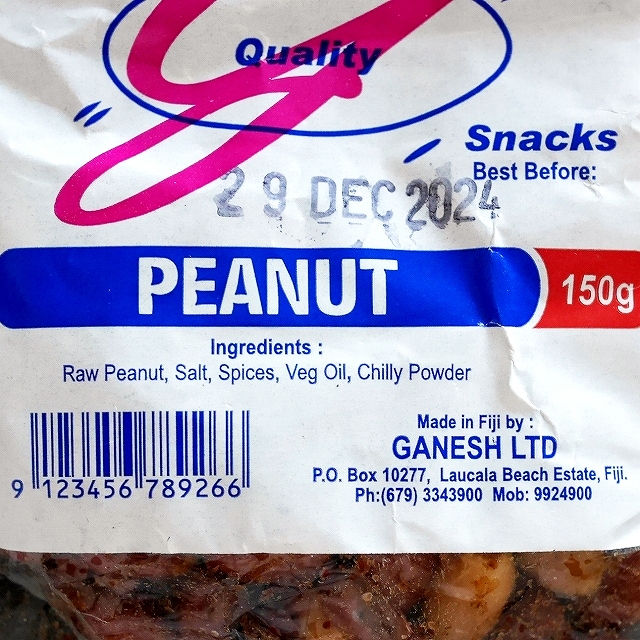 Quality
Snacks
Best Before:
29 DEC 2024
PEANUT
150g
Ingredients :
Raw Peanut, Salt, Spices, Veg Oil, Chilly Powder
9 123456 789266
Made in Fiji by :
GANESH LTD
P.O. Box 10277, Laucala Beach Estate, Fiji.
Ph:(679) 3343900 Mob: 9924900